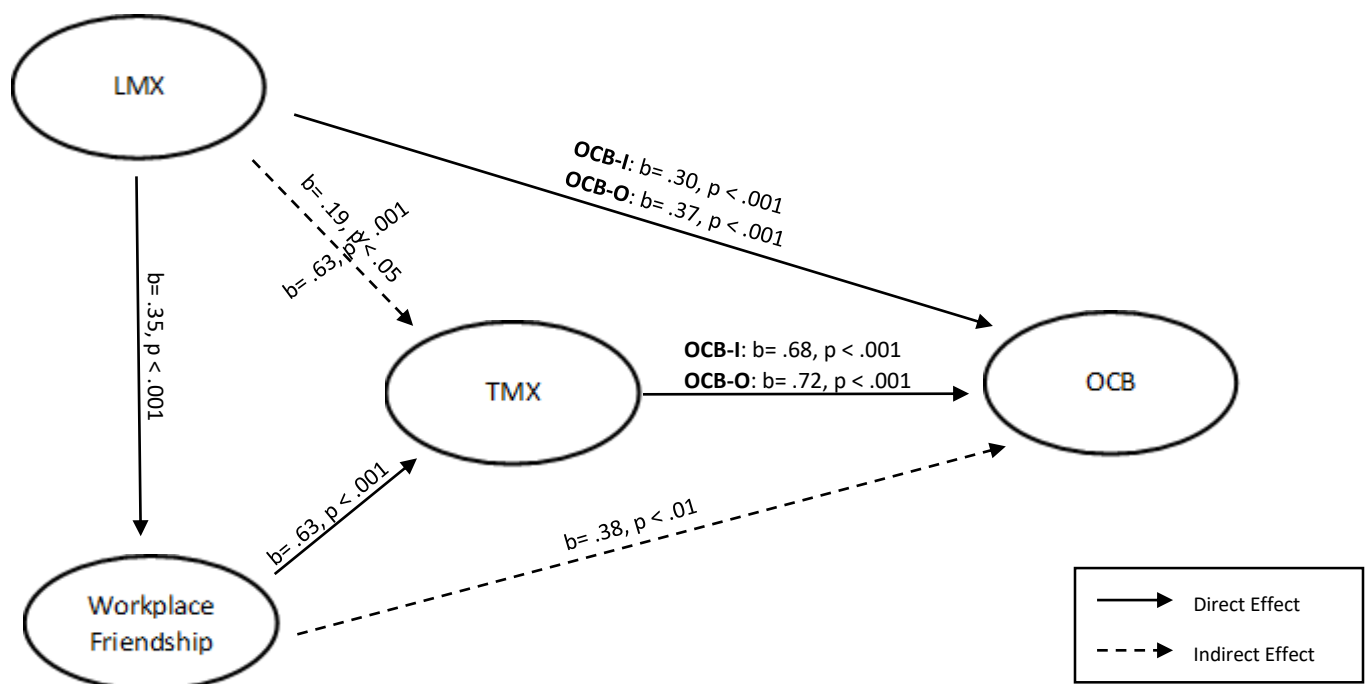 LMX
OCB-I: b= .30, p < .001
OCB-O: b= .37, p < .001
b= .19, p < .05
b= .63, p < .001
b= .35, p < .001
TMX
OCB-I: b= .68, p < .001
OCB-O: b= .72, p < .001
OCB
b= .63, p < .001
b= .38, p < .01
Workplace
Friendship
Direct Effect
Indirect Effect